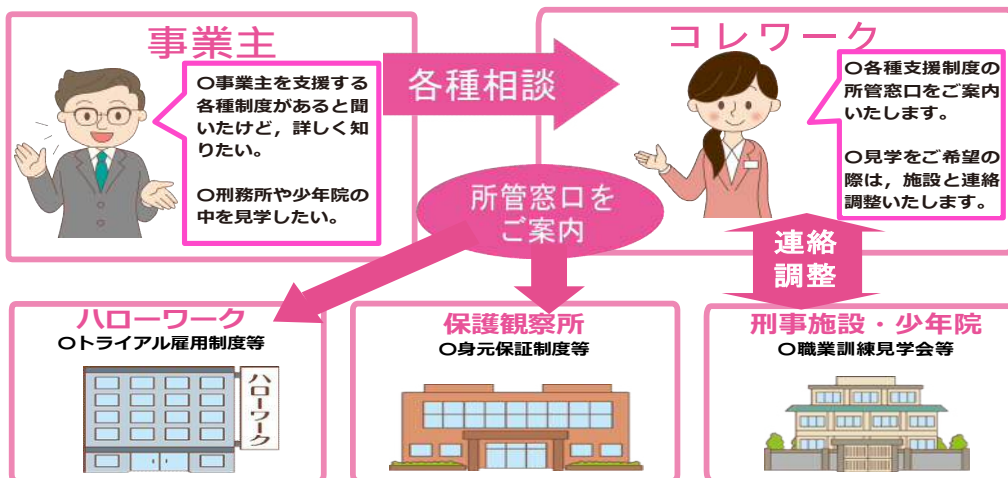 事業主
〇事業主を支援する
各種制度があると聞
いたけど，詳しく知
りたい。
〇刑務所や少年院の
中を見学したい。
各種相談
コレワーク
〇各種支援制度の
所管窓口をご案内
いたします。
〇見学をご希望の
際は，施設と連絡
調整いたします。
所管窓口を
ご案内
連絡
調整
ハローワーク
〇トライアル雇用制度等
ハローワーク
保護観察所
〇身元保証制度等
刑事施設・少年院
〇職業訓練見学会等